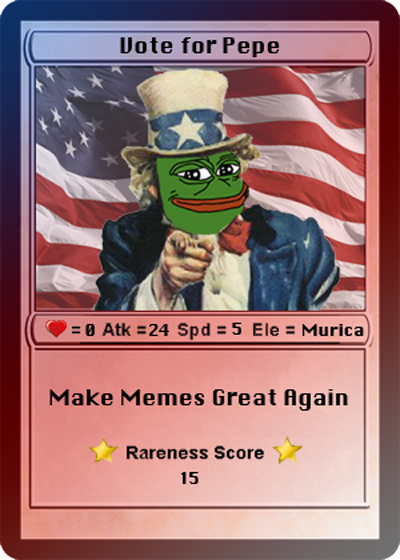 Vote for Pepe
= 0 Atk =24 Spd = 5 Ele = Murica
Make Memes Great Again
Rareness Score
15